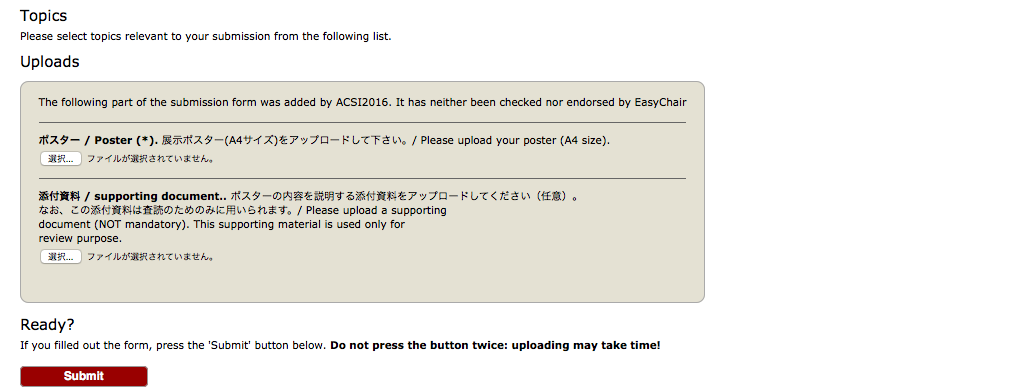 Topics
Please select topics relevant to your submission from the following list.
Uploads
The following part of the submission form was added by ACSI2016. It has neither been checked nor endorsed by EasyChair
ポスター / Poster (*). 展示ポスター(A4サイズ)をアップロードして下さい。/ Please upload your poster (A4 size).
選択... ファイルが選択されていません。
添付資料 / supporting document.. ポスターの内容を説明する添付資料をアップロードしてください（任意）。
なお、この添付資料は査読のためのみに用いられます。/ Please upload a supporting
document (NOT mandatory). This supporting material is used only for
review purpose.
選択... ファイルが選択されていません。
Ready?
If you filled out the form, press the 'Submit' button below. Do not press the button twice: uploading may take time!
Submit